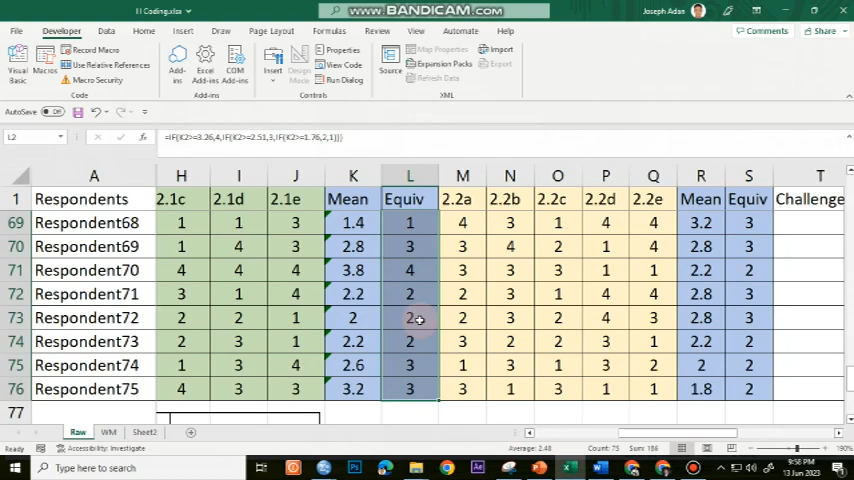 II Coding.xlsx
www.BANDICAM.com
Joseph Adan
File Developer Data Home Insert Draw Page Layout Formulas Review View Automate Help Comments Share
Visual Basic Macros Record Macro Use Relative References Macro Security
Add-ins Excel Add-ins COM Add-ins
Insert Design Mode Properties View Code Run Dialog
Source Map Properties Expansion Packs Refresh Data Import Export
Code Add-ins Controls XML
AutoSave Off
L2 fx =IF(K2>=3.26,4,IF(K2>=2.51,3,IF(K2>=1.76,2,1)))
A H I J K L M N O P Q R S T
1 Respondents 2.1c 2.1d 2.1e Mean Equiv 2.2a 2.2b 2.2c 2.2d 2.2e Mean Equiv Challenge
69 Respondent68 1 1 3 1.4 1 4 3 1 4 4 3.2 3
70 Respondent69 1 4 3 2.8 3 3 4 2 1 4 2.8 3
71 Respondent70 4 4 4 3.8 4 3 3 3 1 1 2.2 2
72 Respondent71 3 1 4 2.2 2 2 3 1 4 4 2.8 3
73 Respondent72 2 2 1 2 2 2 3 2 4 3 2.8 3
74 Respondent73 2 3 1 2.2 2 3 2 2 3 1 2.2 2
75 Respondent74 1 3 4 2.6 3 1 3 1 3 2 2 2
76 Respondent75 4 3 3 3.2 3 3 1 3 1 1 1.8 2
77
Raw WM Sheet2
Ready Accessibility: Investigate Average: 2.48 Count: 75 Sum: 186 190%
Type here to search
9:58 PM
13 Jun 2023